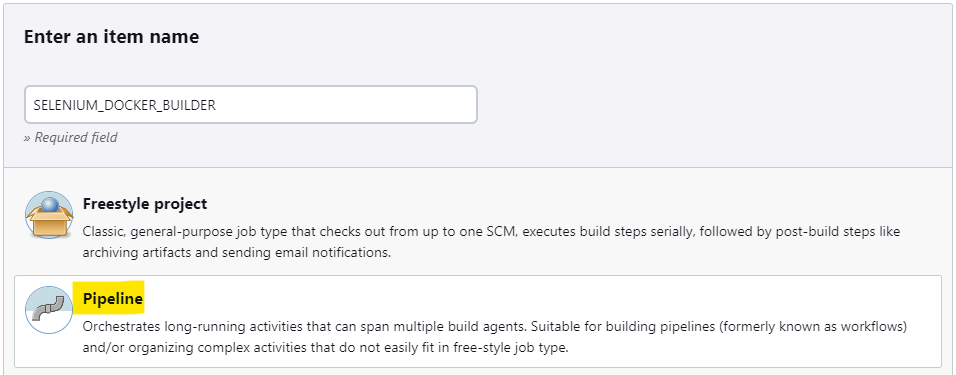 Enter an item name
SELENIUM_DOCKER_BUILDER
» Required field
Freestyle project
Classic, general-purpose job type that checks out from up to one SCM, executes build steps serially, followed by post-build steps like
archiving artifacts and sending email notifications.
Pipeline
Orchestrates long-running activities that can span multiple build agents. Suitable for building pipelines (formerly known as workflows)
and/or organizing complex activities that do not easily fit in free-style job type.